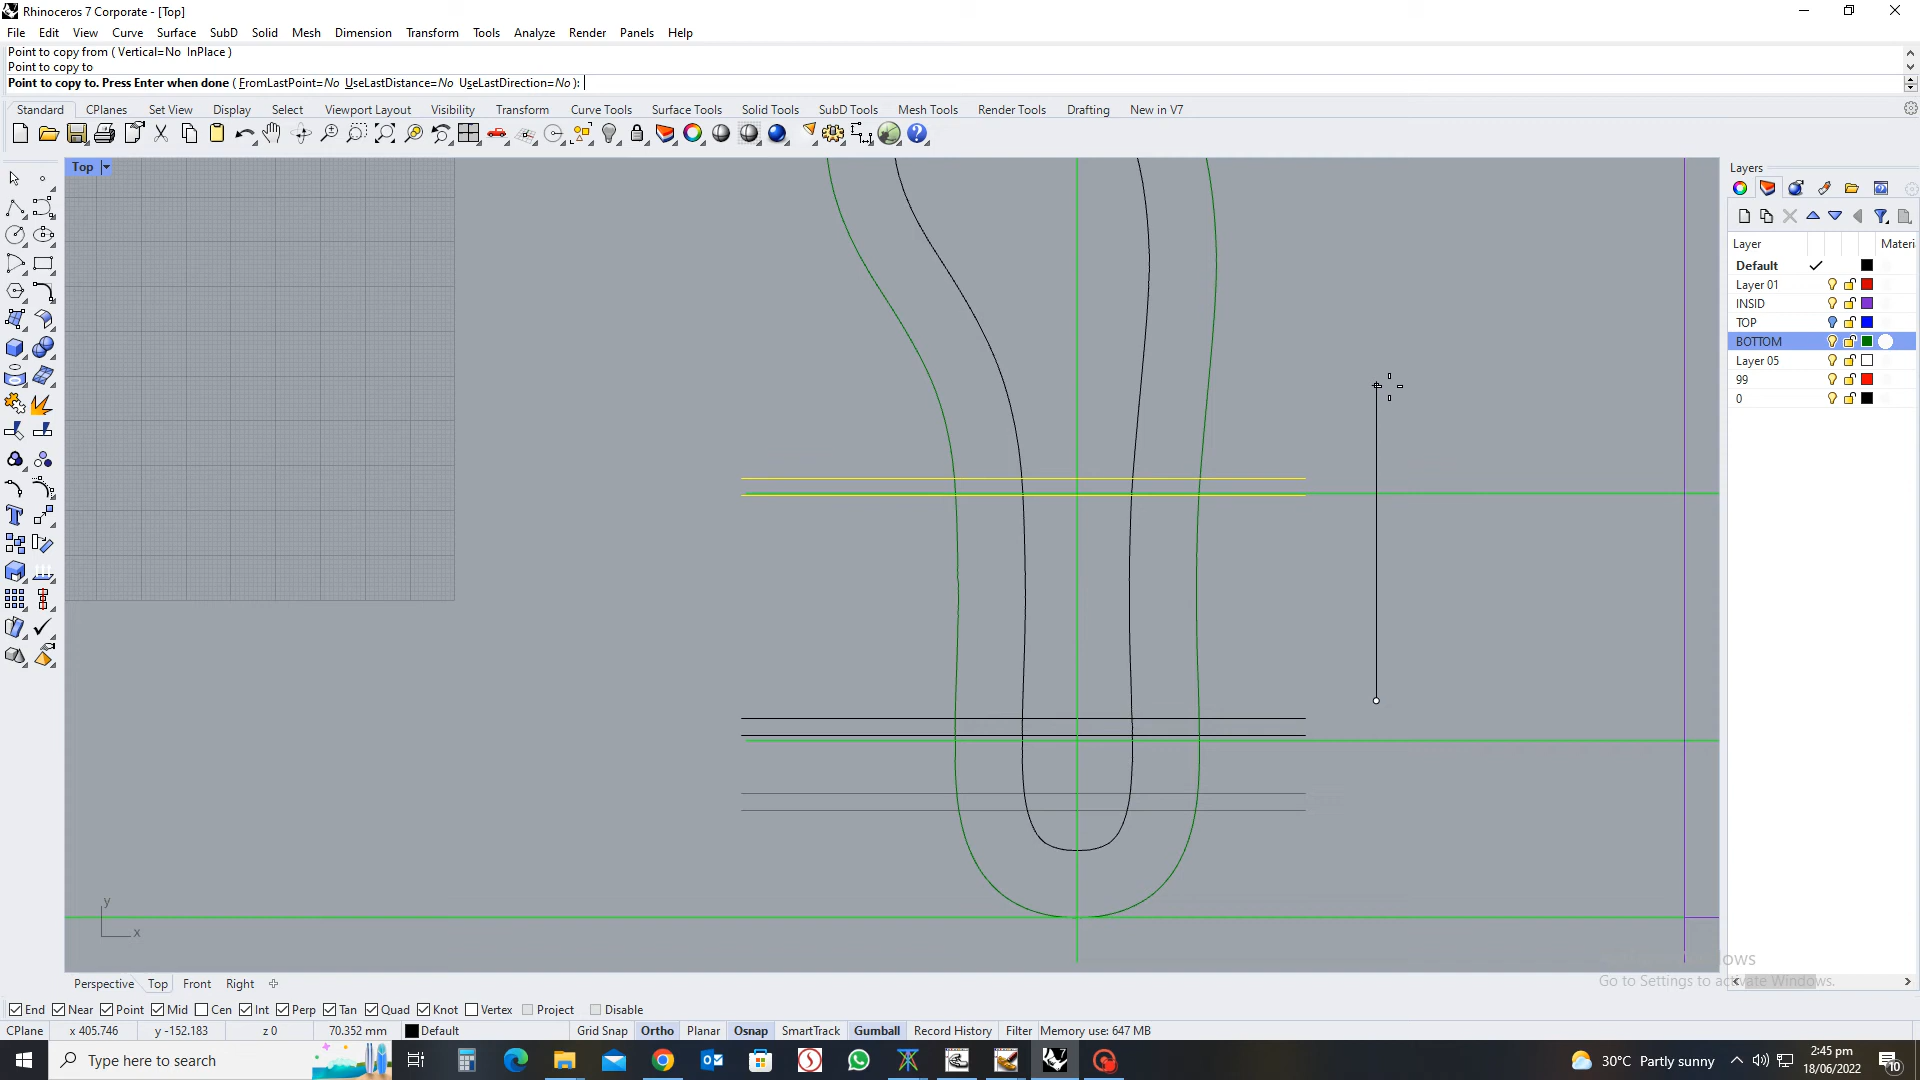 Rhinoceros 7 Corporate - [Top]
File Edit View Curve Surface SubD Solid Mesh Dimension Transform Tools Analyze Render Panels Help
Point to copy from ( Vertical=No InPlace )
Point to copy to
Point to copy to. Press Enter when done ( FromLastPoint=No UseLastDistance=No UseLastDirection=No ):
Standard CPlanes Set View Display Select Viewport Layout Visibility Transform Curve Tools Surface Tools Solid Tools SubD Tools Mesh Tools Render Tools Drafting New in V7
Top
Layers
Layer Materi
Default
Layer 01
INSID
TOP
BOTTOM
Layer 05
99
0
y
x
Go to Settings to activate Windows.
Perspective Top Front Right
End Near Point Mid Cen Int Perp Tan Quad Knot Vertex Project Disable
CPlane x 405.746 y -152.183 z 0 70.352 mm Default Grid Snap Ortho Planar Osnap SmartTrack Gumball Record History Filter Memory use: 647 MB
Type here to search
30°C Partly sunny
2:45 pm
18/06/2022
10